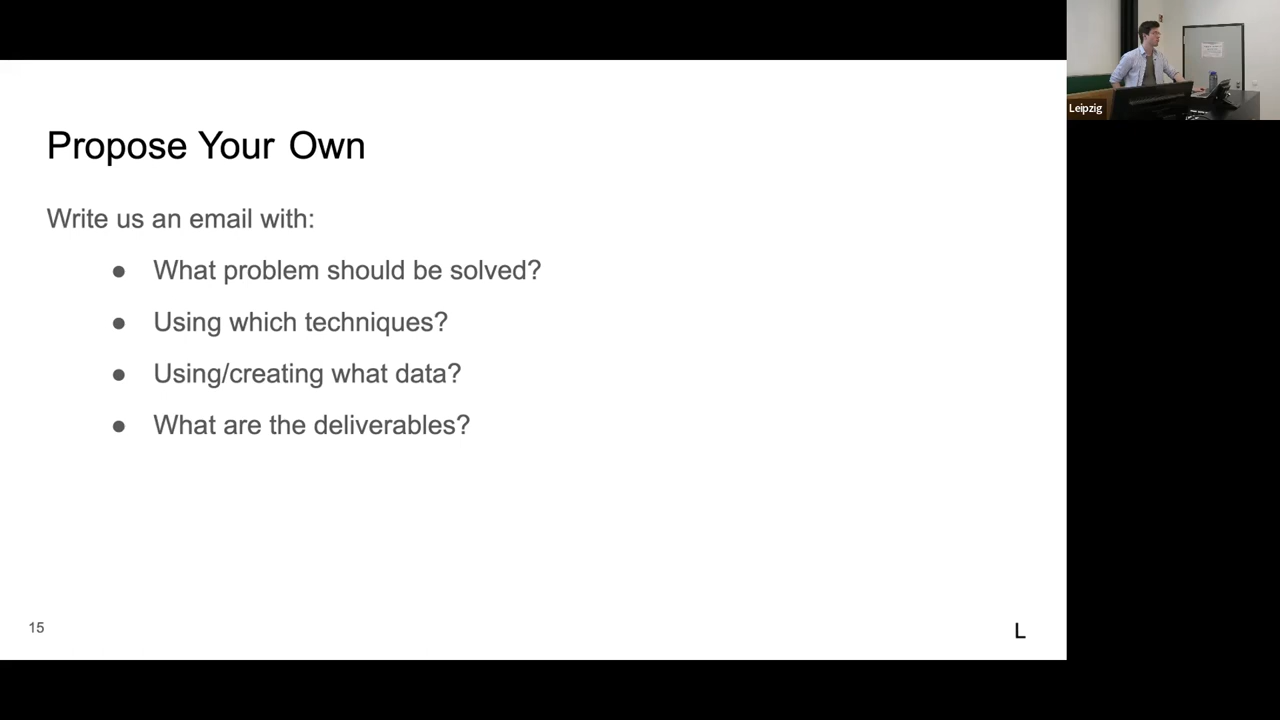 Propose Your Own
Write us an email with:
● What problem should be solved?
● Using which techniques?
● Using/creating what data?
● What are the deliverables?
15
L
Leipzig